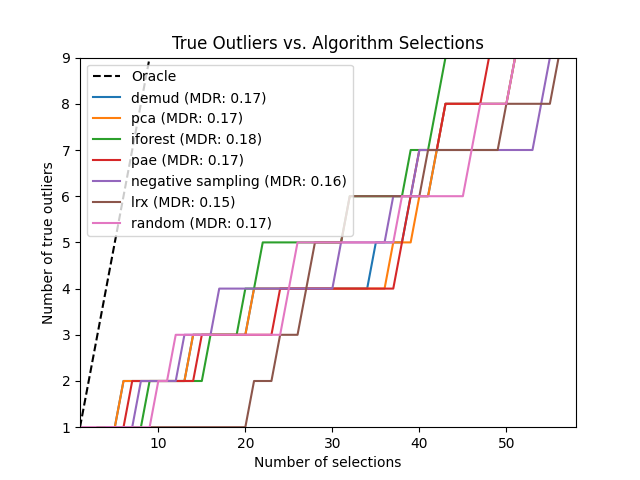 True Outliers vs. Algorithm Selections
Number of true outliers
9
8
7
6
5
4
3
2
1
Oracle
demud (MDR: 0.17)
pca (MDR: 0.17)
iforest (MDR: 0.18)
pae (MDR: 0.17)
negative sampling (MDR: 0.16)
lrx (MDR: 0.15)
random (MDR: 0.17)
10 20 30 40 50
Number of selections